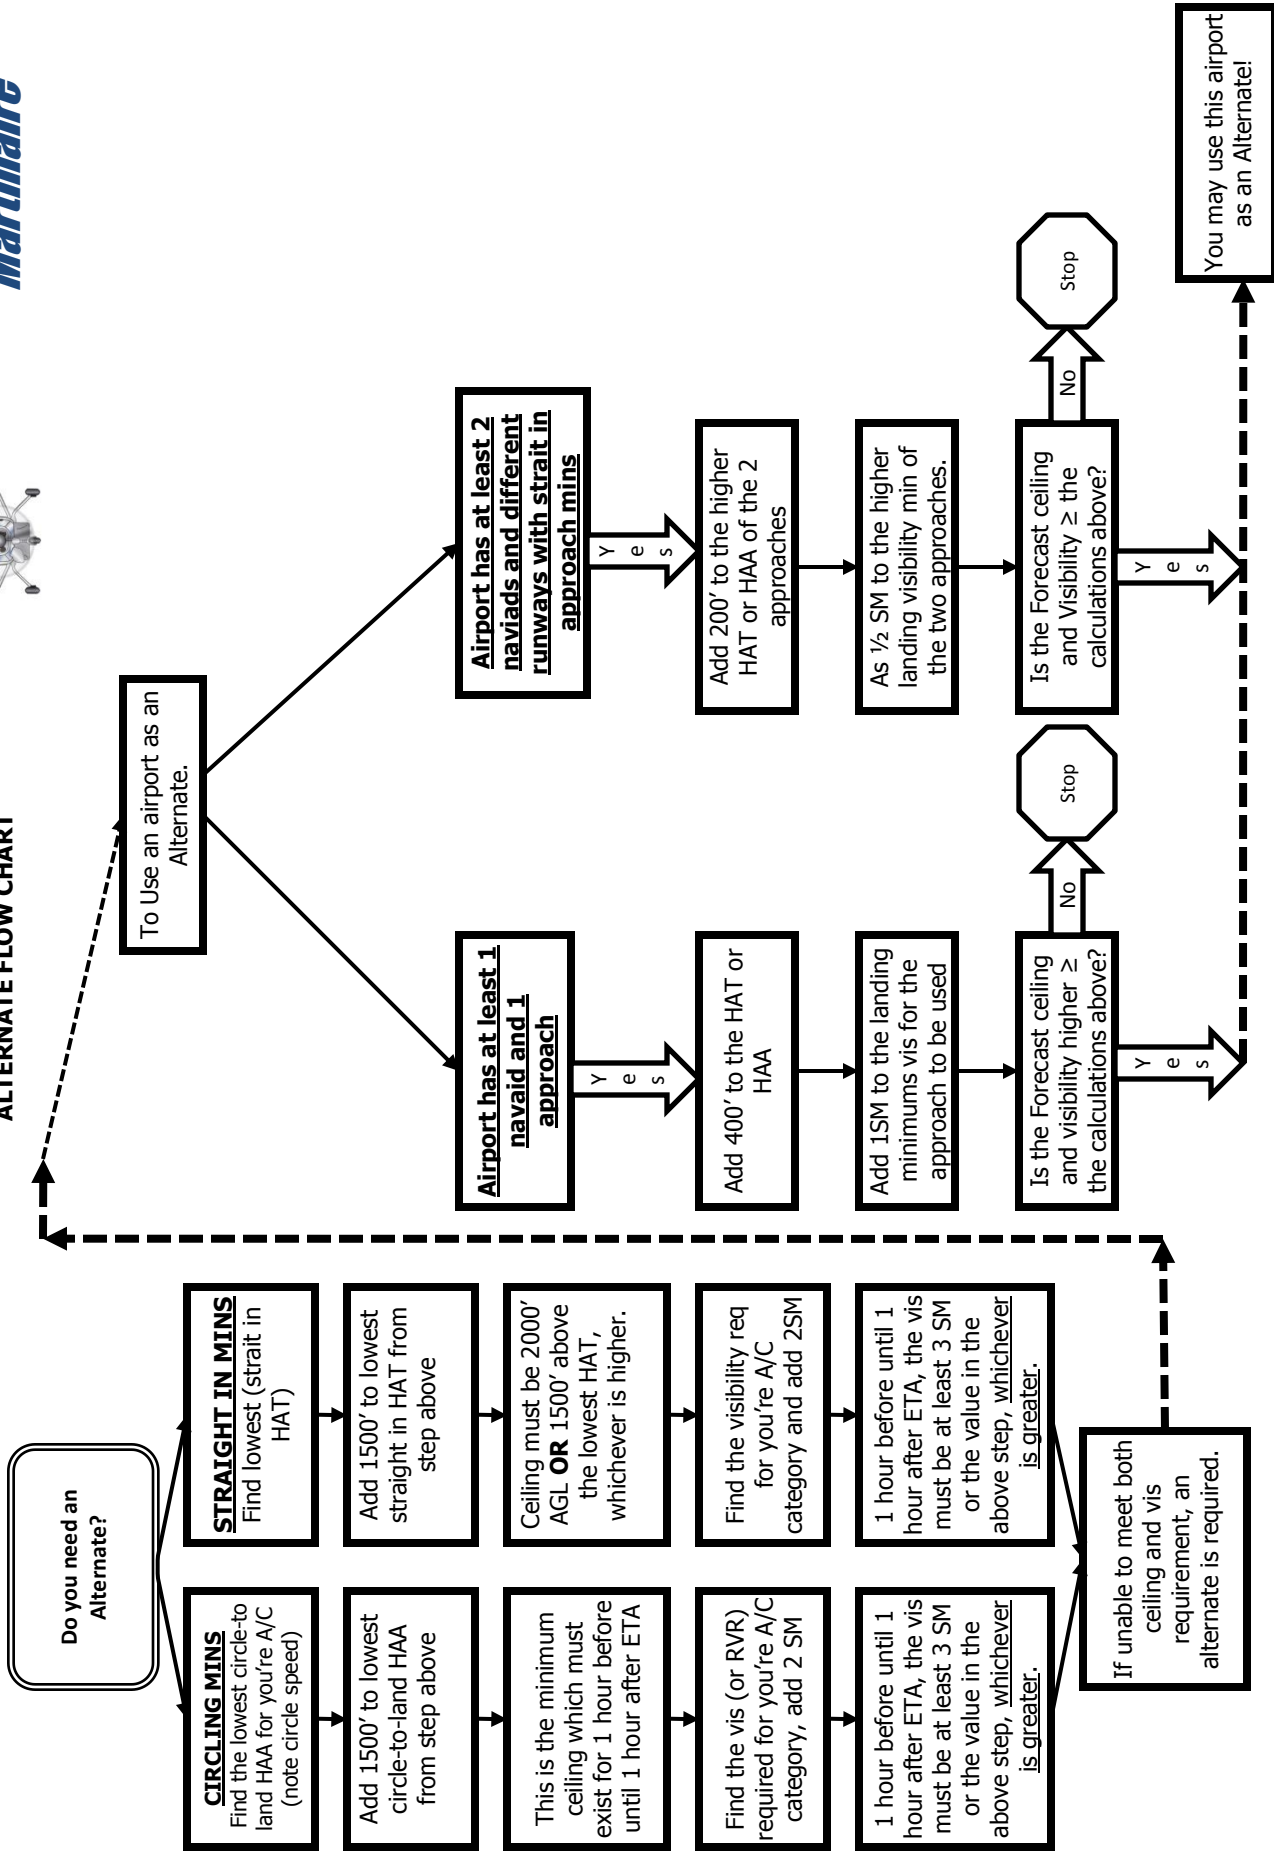 Martinaire
ALTERNATE FLOW CHART
Do you need an
Alternate?
CIRCLING MINS
Find the lowest circle-to
land HAA for you're A/C
(note circle speed)
Add 1500' to lowest
circle-to-land HAA
from step above
This is the minimum
ceiling which must
exist for 1 hour before
until 1 hour after ETA
Find the vis (or RVR)
required for you're A/C
category, add 2 SM
1 hour before until 1
hour after ETA, the vis
must be at least 3 SM
or the value in the
above step, whichever
is greater.
STRAIGHT IN MINS
Find lowest (strait in
HAT)
Add 1500' to lowest
straight in HAT from
step above
Ceiling must be 2000'
AGL OR 1500' above
the lowest HAT,
whichever is higher.
Find the visibility req
for you're A/C
category and add 2SM
1 hour before until 1
hour after ETA, the vis
must be at least 3 SM
or the value in the
above step, whichever
is greater.
If unable to meet both
ceiling and vis
requirement, an
alternate is required.
To Use an airport as an
Alternate.
Airport has at least 1
navaid and 1
approach
Yes
Add 400' to the HAT or
HAA
Add 1SM to the landing
minimums vis for the
approach to be used
Is the Forecast ceiling
and visibility higher ≥
the calculations above?
No
Stop
Yes
Airport has at least 2
naviads and different
runways with strait in
approach mins
Yes
Add 200' to the higher
HAT or HAA of the 2
approaches
As ½ SM to the higher
landing visibility min of
the two approaches.
Is the Forecast ceiling
and Visibility ≥ the
calculations above?
No
Stop
Yes
You may use this airport
as an Alternate!